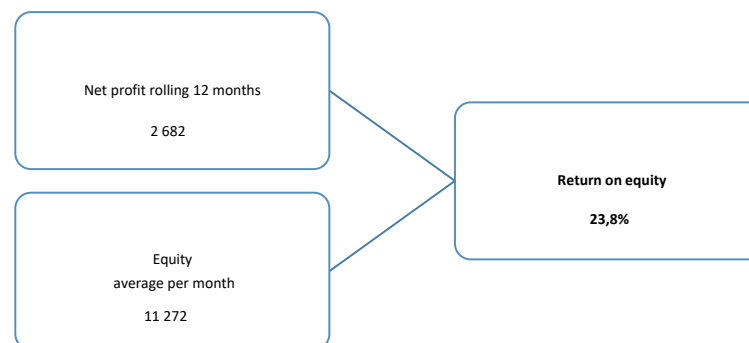 Net profit rolling 12 months
2 682
Equity
average per month
11 272
Return on equity
23,8%